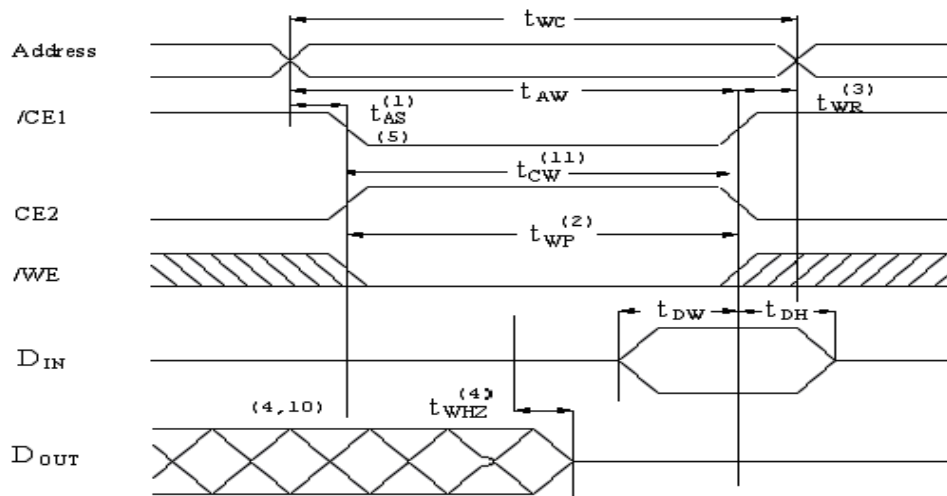 tWC
Address
tAW
tAS(1)
tWR(3)
/CE1
(5)
tCW(11)
CE2
tWP(2)
/WE
tDW
tDH
DIN
(4,10)
tWHZ(4)
DOUT